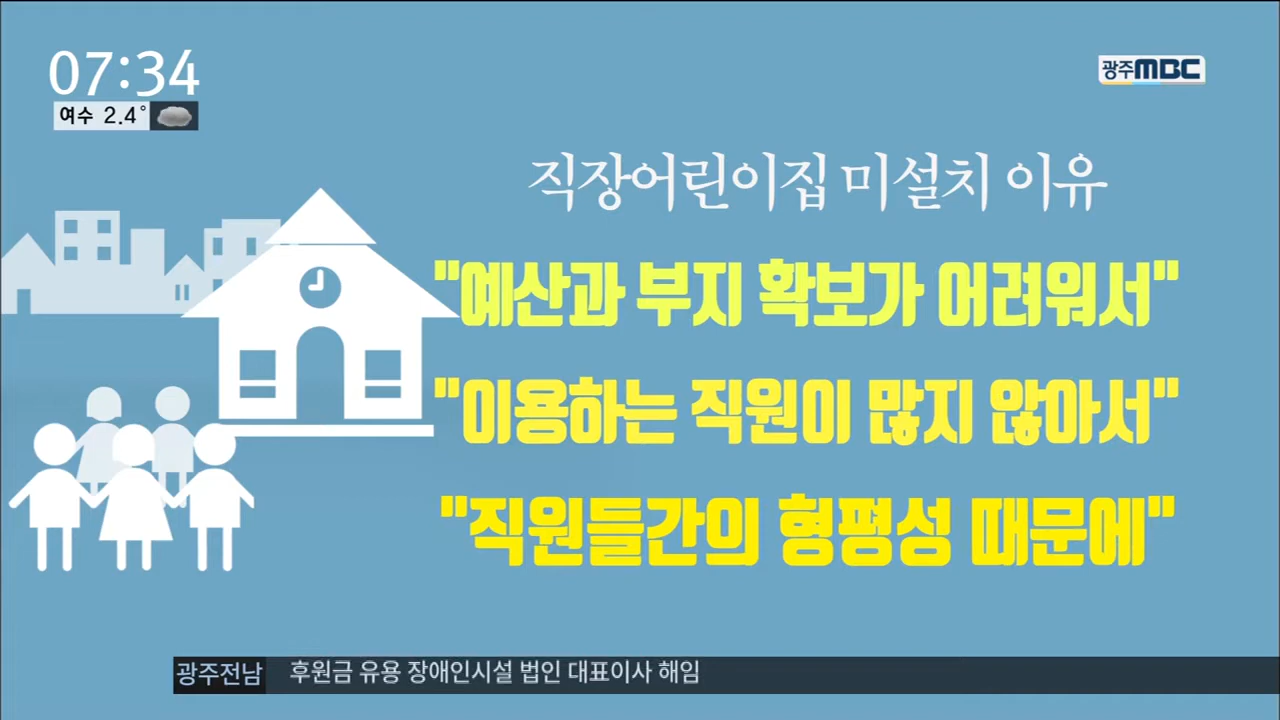 07:34
광주MBC
여수 2.4°
직장어린이집 미설치 이유
"예산과 부지 확보가 어려워서"
"이용하는 직원이 많지 않아서"
"직원들간의 형평성 때문에"
광주전남 후원금 유용 장애인시설 법인 대표이사 해임